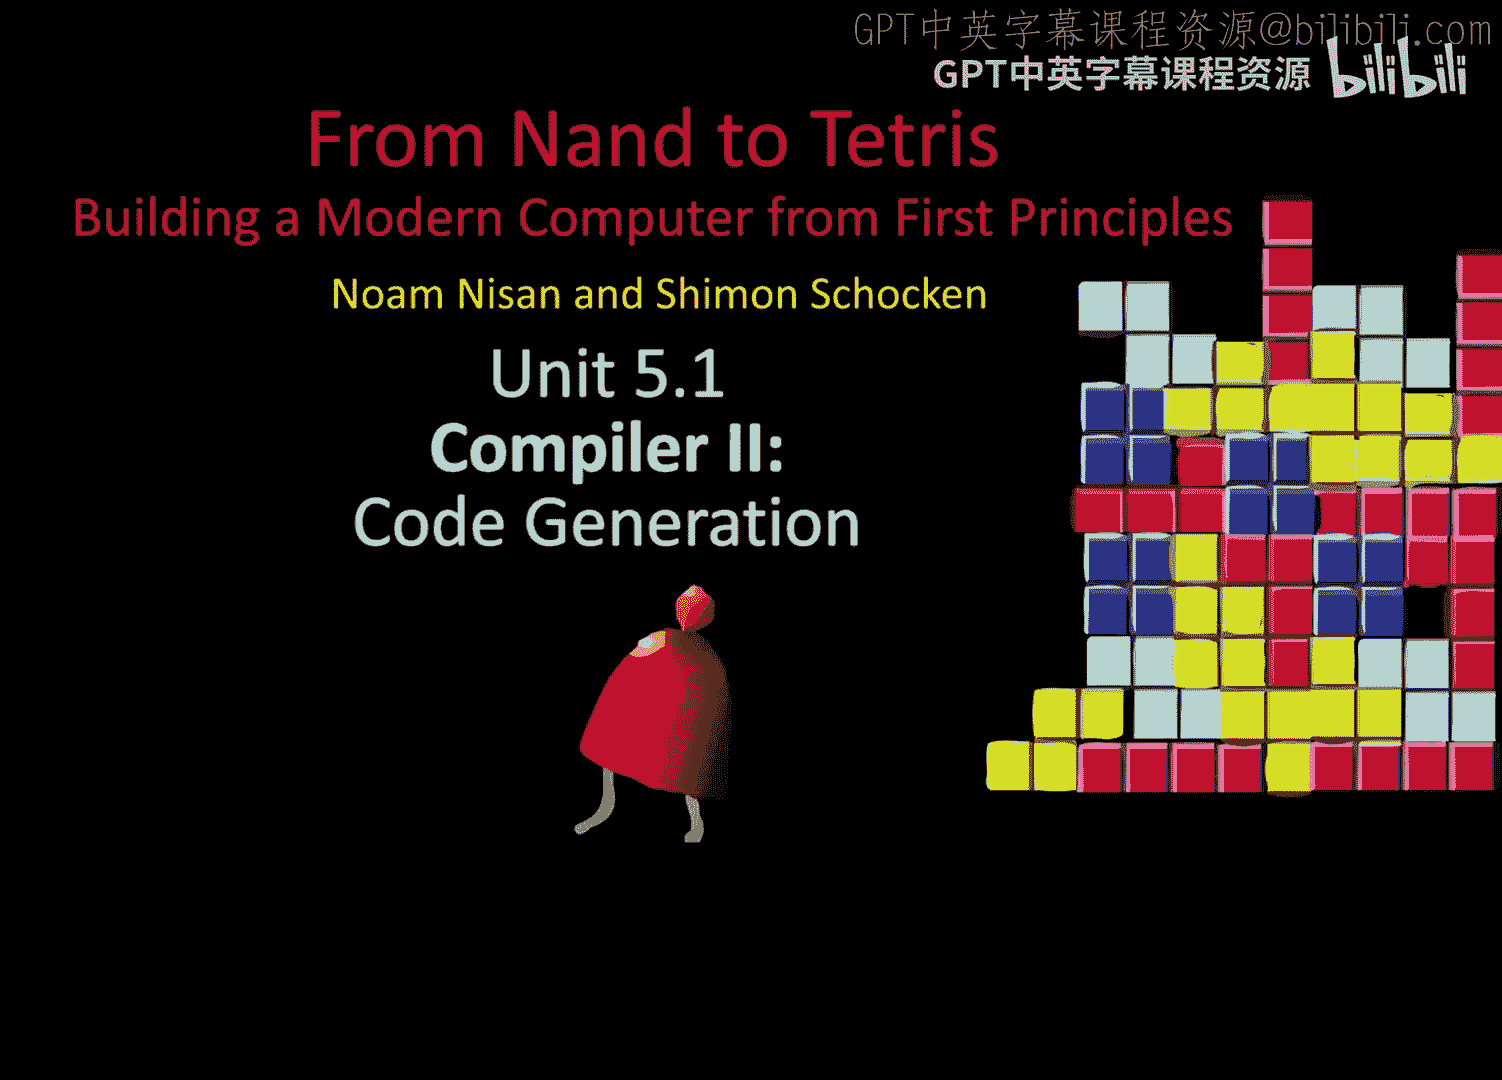 GPT中英字幕课程资源@bilibili.com
GPT中英字幕课程资源 bilibili
From Nand to Tetris
Building a Modern Computer from First Principles
Noam Nisan and Shimon Schocken
Unit 5.1
Compiler II:
Code Generation